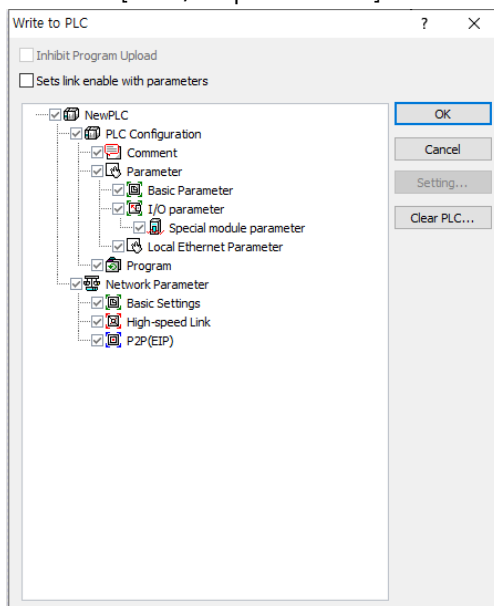 Write to PLC ? X
Inhibit Program Upload
Sets link enable with parameters
NewPLC
PLC Configuration
Comment
Parameter
Basic Parameter
I/O parameter
Special module parameter
Local Ethernet Parameter
Program
Network Parameter
Basic Settings
High-speed Link
P2P(EIP)
OK
Cancel
Setting...
Clear PLC...